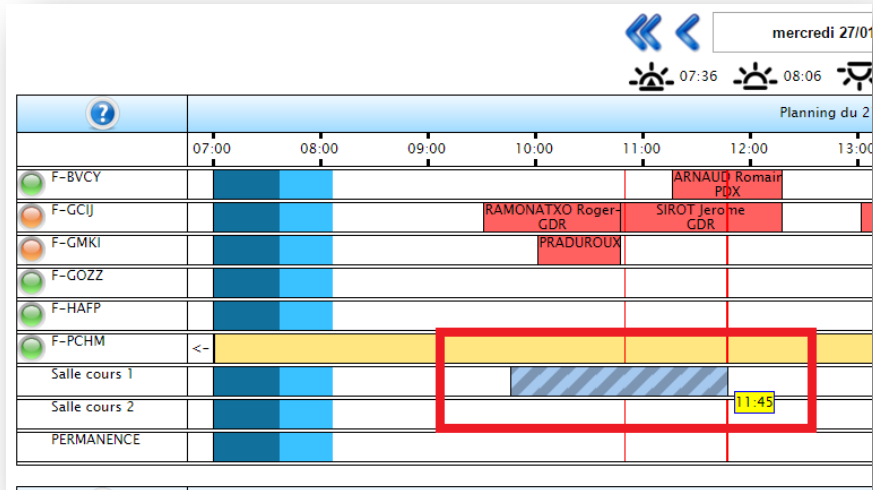 mercredi 27/01
07:36 08:06
?
Planning du 2
07:00 08:00 09:00 10:00 11:00 12:00 13:00
F-BVCY
ARNAUD Romain
PDX
F-GCIJ
RAMONATXO Roger-
GDR
SIROT Jerome
GDR
F-GMKI
PRADUROUX
F-GOZZ
F-HAFP
F-PCHM
<-
Salle cours 1
11:45
Salle cours 2
PERMANENCE